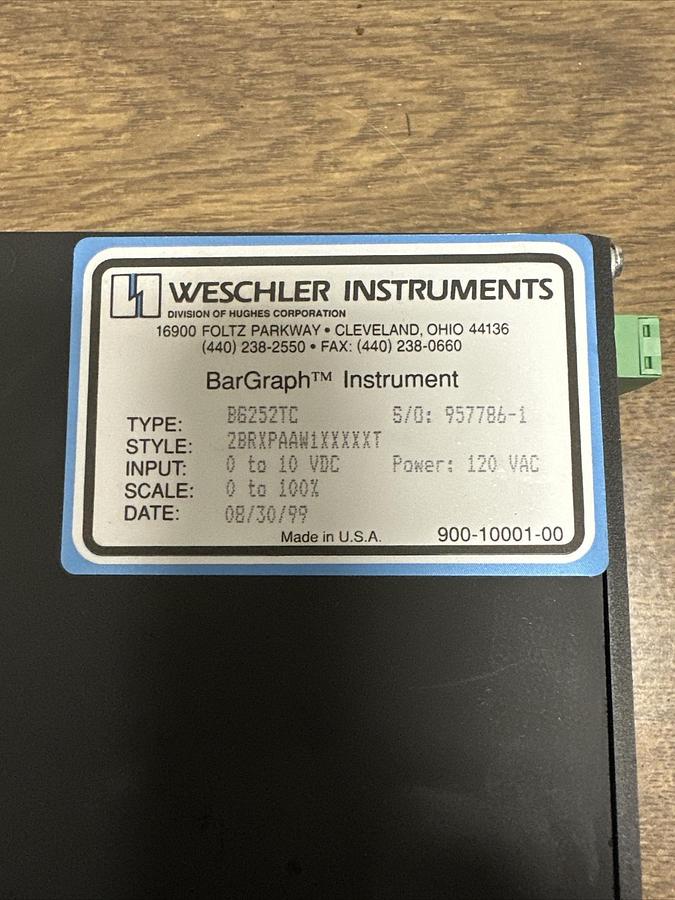 WESCHLER INSTRUMENTS
DIVISION OF HUGHES CORPORATION
16900 FOLTZ PARKWAY • CLEVELAND, OHIO 44136
(440) 238-2550 • FAX: (440) 238-0660
BarGraph™ Instrument
TYPE: BG252TC S/O: 957786-1
STYLE: 2BRXPAAW1XXXXXT
INPUT: 0 to 10 VDC Power: 120 VAC
SCALE: 0 to 100%
DATE: 08/30/99
Made in U.S.A. 900-10001-00